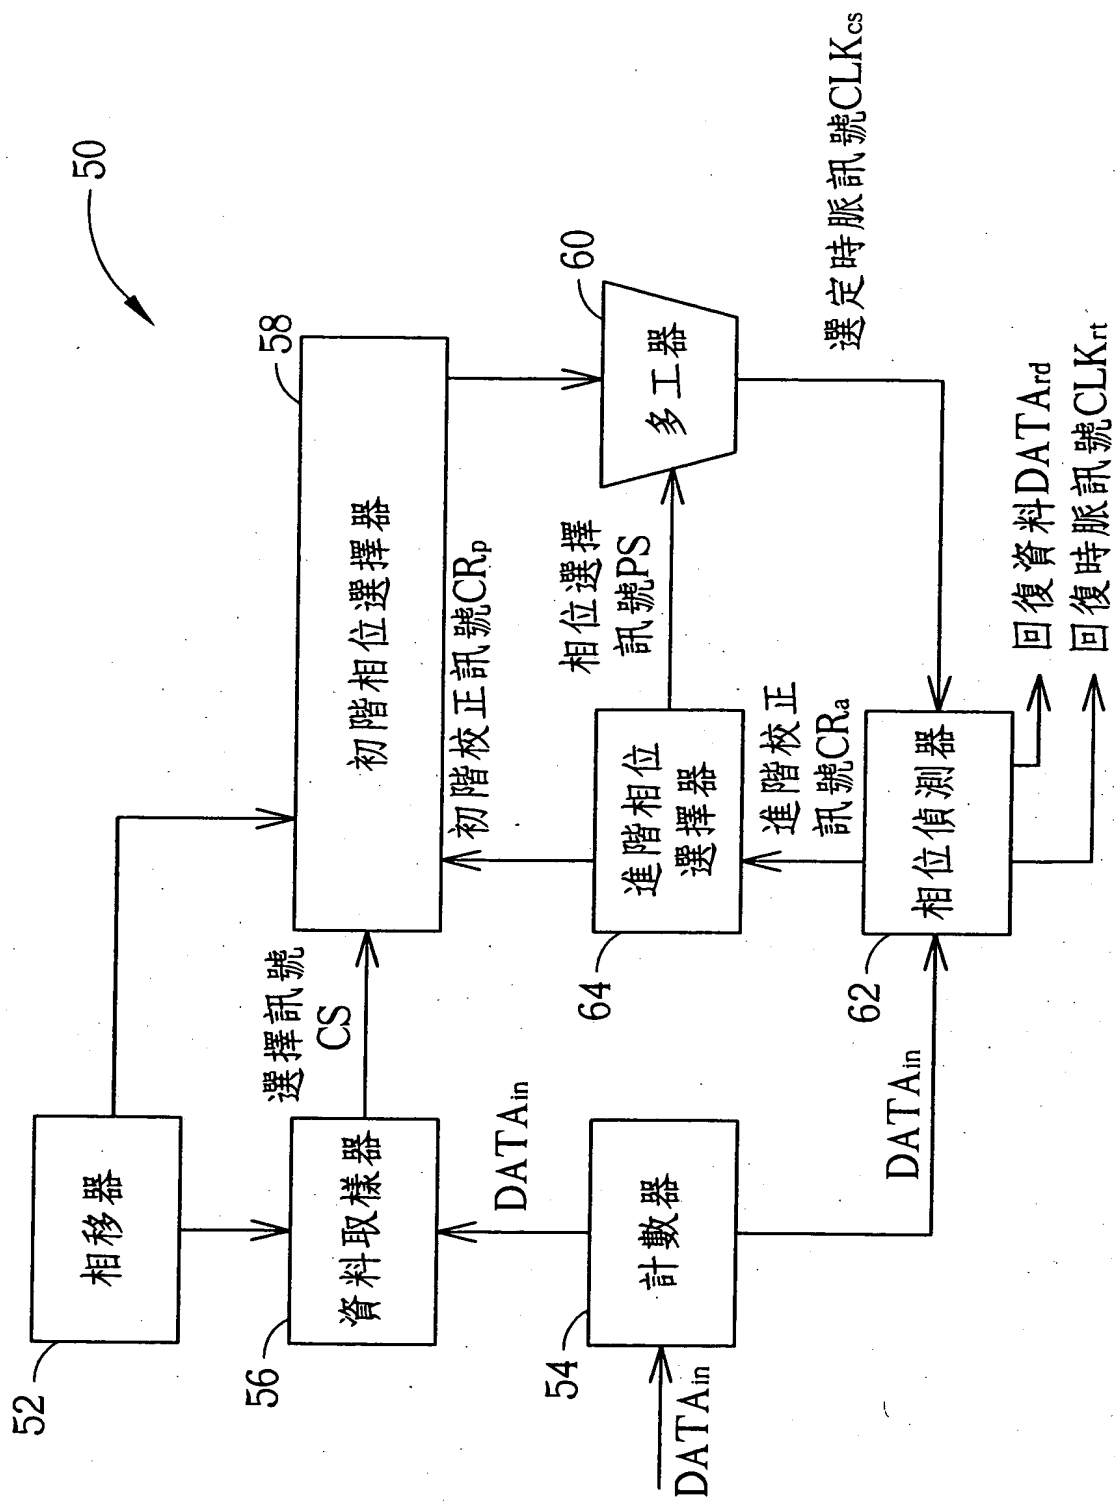 50
52
相移器
58
初階相位選擇器
56
資料取樣器
選擇訊號
CS
初階校正訊號CRp
60
多工器
相位選擇
訊號PS
DATAin
54
計數器
DATAin
64
進階相位
選擇器
進階校正
訊號CRa
選定時脈訊號CLKcs
62
相位偵測器
DATAin
回復資料DATArd
回復時脈訊號CLKrt